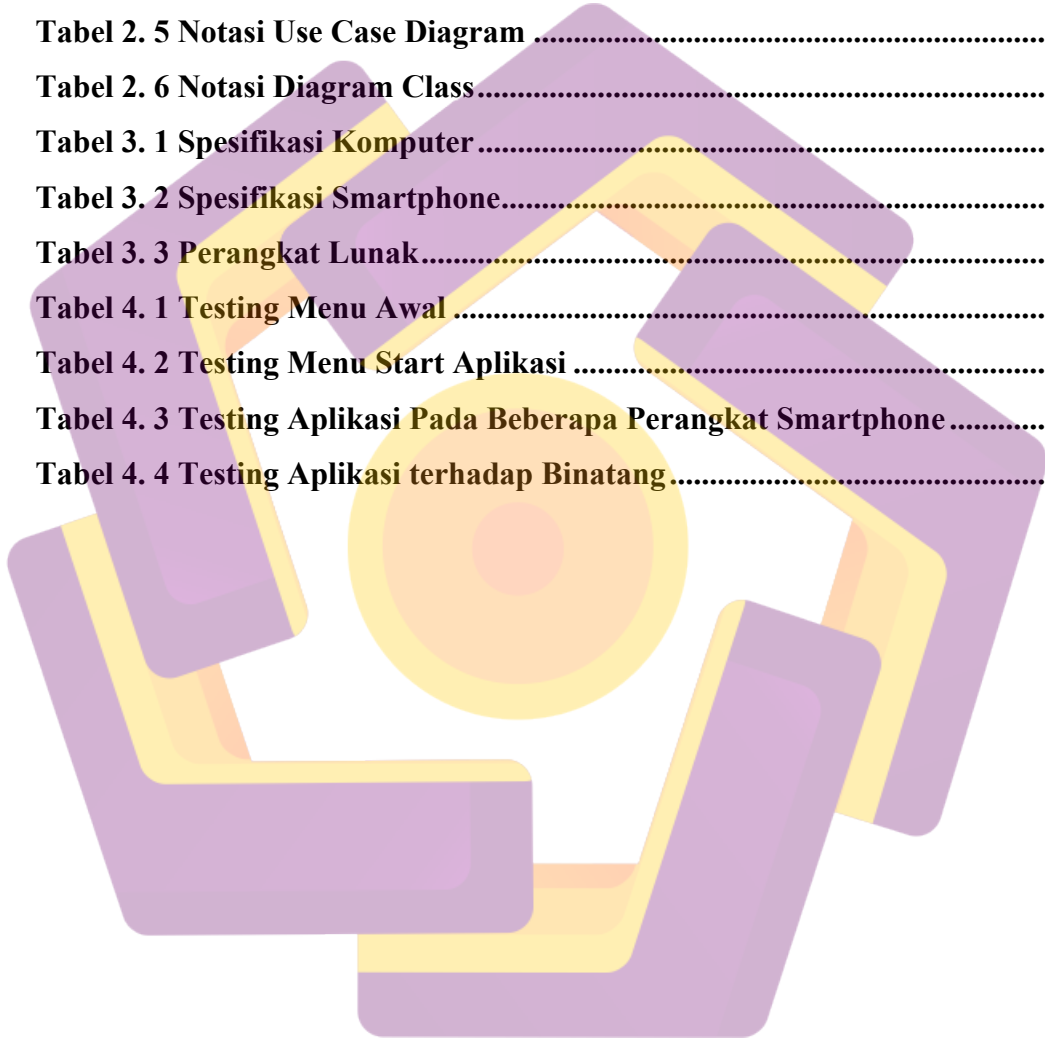 Tabel 2. 5 Notasi Use Case Diagram ........................................................................
Tabel 2. 6 Notasi Diagram Class................................................................................
Tabel 3. 1 Spesifikasi Komputer................................................................................
Tabel 3. 2 Spesifikasi Smartphone.............................................................................
Tabel 3. 3 Perangkat Lunak.......................................................................................
Tabel 4. 1 Testing Menu Awal ..................................................................................
Tabel 4. 2 Testing Menu Start Aplikasi ....................................................................
Tabel 4. 3 Testing Aplikasi Pada Beberapa Perangkat Smartphone ............
Tabel 4. 4 Testing Aplikasi terhadap Binatang ...............................................